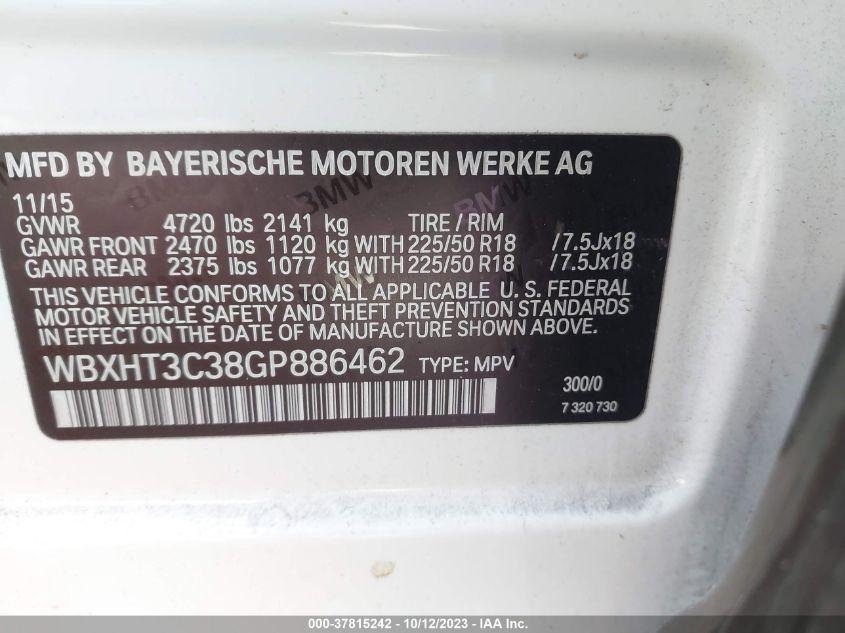 MFD BY BAYERISCHE MOTOREN WERKE AG
11/15
GVWR 4720 lbs 2141 kg TIRE / RIM
GAWR FRONT 2470 lbs 1120 kg WITH 225/50 R18 /7.5Jx18
GAWR REAR 2375 lbs 1077 kg WITH 225/50 R18 /7.5Jx18
THIS VEHICLE CONFORMS TO ALL APPLICABLE U. S. FEDERAL
MOTOR VEHICLE SAFETY AND THEFT PREVENTION STANDARDS
IN EFFECT ON THE DATE OF MANUFACTURE SHOWN ABOVE.
WBXHT3C38GP886462 TYPE: MPV
300/0
7 320 730
000-37815242 - 10/12/2023 - www.iaai.com